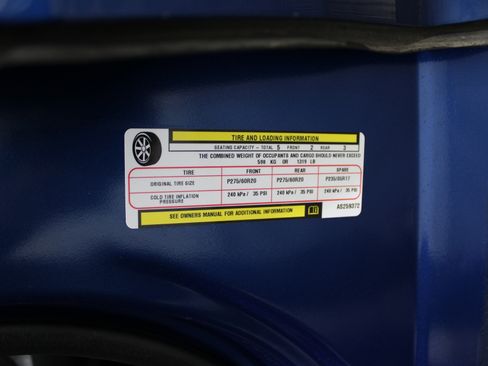 TIRE AND LOADING INFORMATION
SEATING CAPACITY – TOTAL 5 FRONT 2 REAR 3
THE COMBINED WEIGHT OF OCCUPANTS AND CARGO SHOULD NEVER EXCEED
598 KG OR 1319 LB
TIRE FRONT REAR SPARE
ORIGINAL TIRE SIZE P275/60R20 P275/60R20 P235/85R17
COLD TIRE INFLATION PRESSURE 240 kPa / 35 PSI 240 kPa / 35 PSI 240 kPa / 35 PSI
SEE OWNERS MANUAL FOR ADDITIONAL INFORMATION